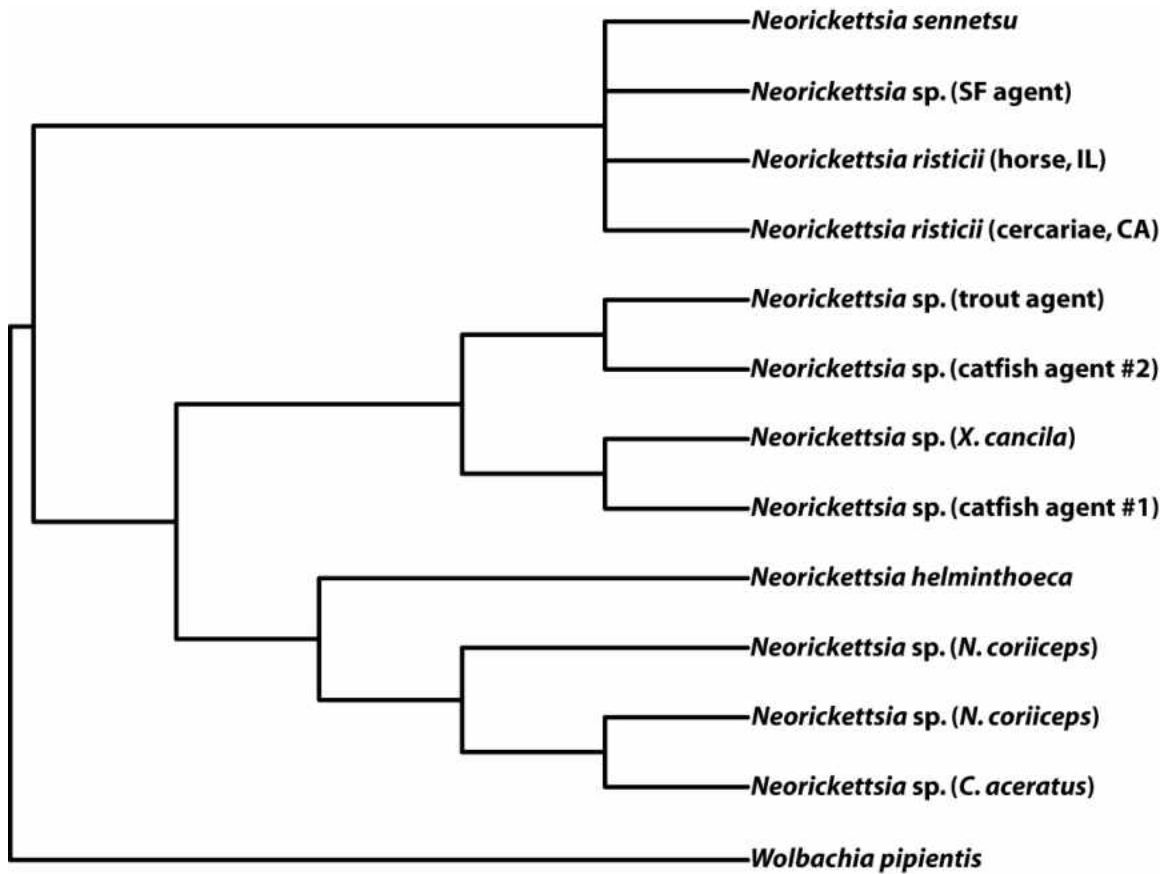 Neorickettsia sennetsu
Neorickettsia sp. (SF agent)
Neorickettsia risticii (horse, IL)
Neorickettsia risticii (cercariae, CA)
Neorickettsia sp. (trout agent)
Neorickettsia sp. (catfish agent #2)
Neorickettsia sp. (X. cancila)
Neorickettsia sp. (catfish agent #1)
Neorickettsia helminthoeca
Neorickettsia sp. (N. coriiceps)
Neorickettsia sp. (N. coriiceps)
Neorickettsia sp. (C. aceratus)
Wolbachia pipientis